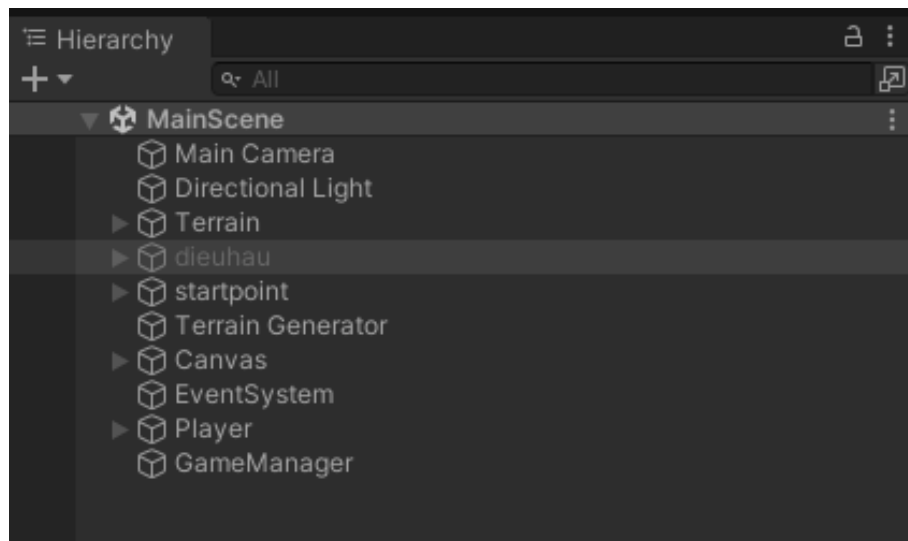 Hierarchy
All
MainScene
Main Camera
Directional Light
Terrain
dieuhau
startpoint
Terrain Generator
Canvas
EventSystem
Player
GameManager